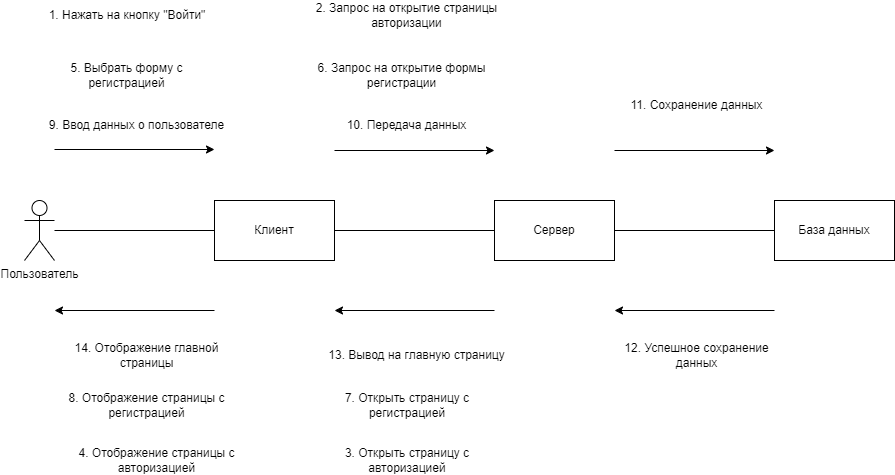 1. Нажать на кнопку "Войти"
2. Запрос на открытие страницы
авторизации
5. Выбрать форму с
регистрацией
6. Запрос на открытие формы
регистрации
9. Ввод данных о пользователе
10. Передача данных
11. Сохранение данных
Пользователь
Клиент
Сервер
База данных
14. Отображение главной
страницы
13. Вывод на главную страницу
12. Успешное сохранение
данных
8. Отображение страницы с
регистрацией
7. Открыть страницу с
регистрацией
4. Отображение страницы с
авторизацией
3. Открыть страницу с
авторизацией